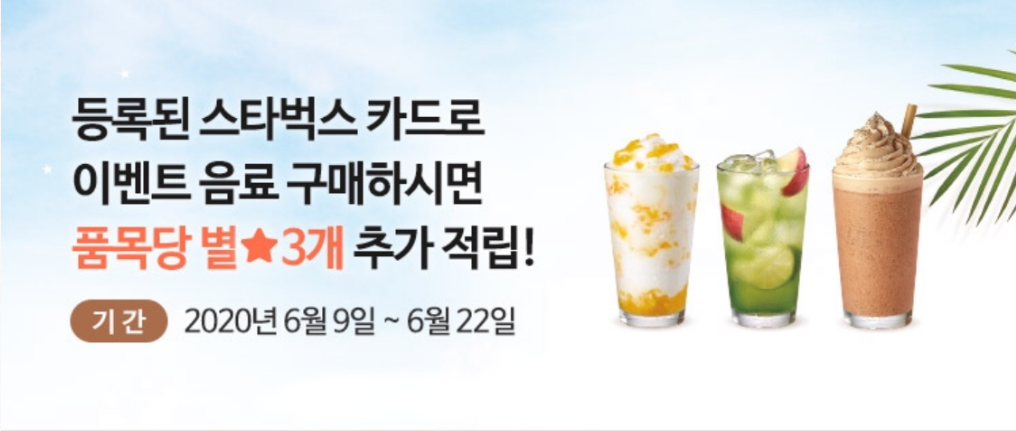 등록된 스타벅스 카드로
이벤트 음료 구매하시면
품목당 별★3개 추가 적립!
기 간 2020년 6월 9일 ~ 6월 22일